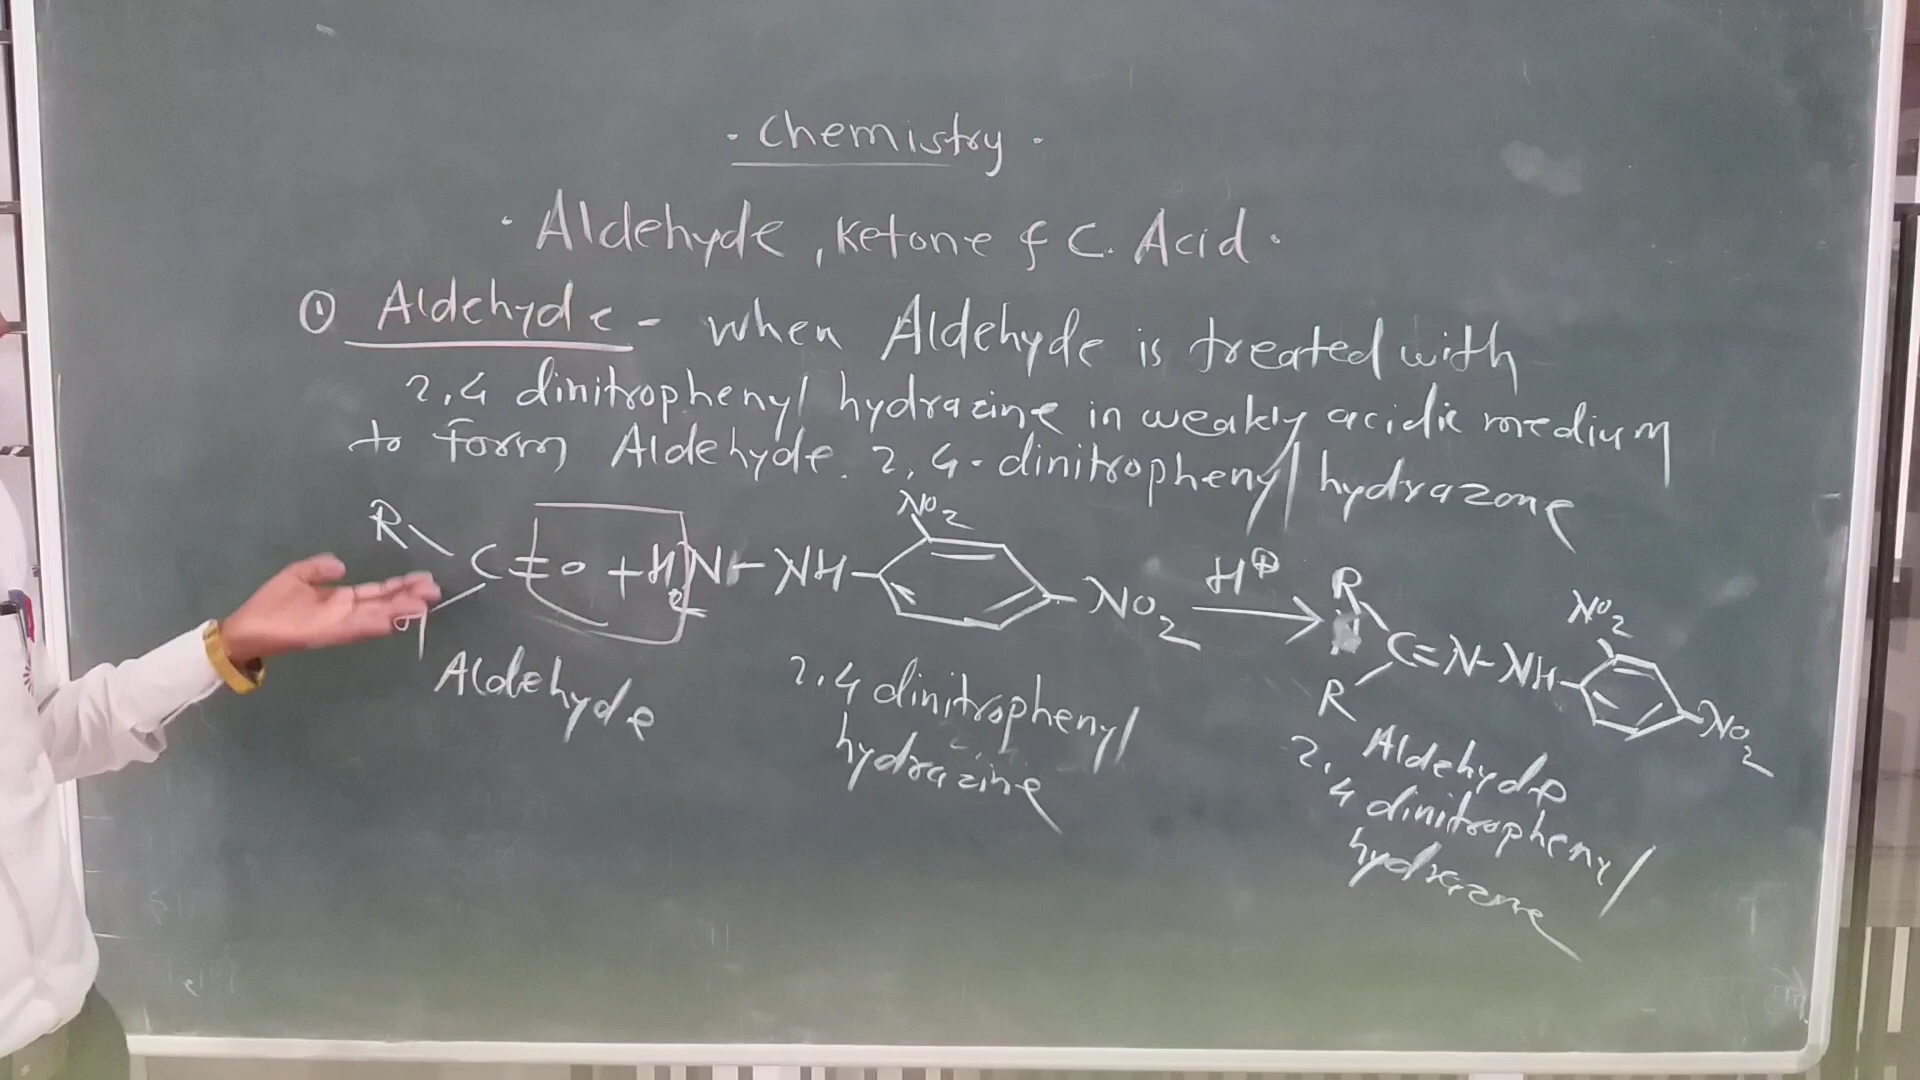 . Chemistry .
. Aldehyde, Ketone & C. Acid .
① Aldehyde - when Aldehyde is treated with
2,4 dinitrophenyl hydrazine in weakly acidic medium
to form Aldehyde. 2,4-dinitrophenyl hydrazone
R C=O + H2N-NH- NO2 NO2 H⊕ → R R C=N-NH- NO2 NO2
Aldehyde
2,4 dinitrophenyl
hydrazine
Aldehyde
2,4 dinitrophenyl
hydrazone